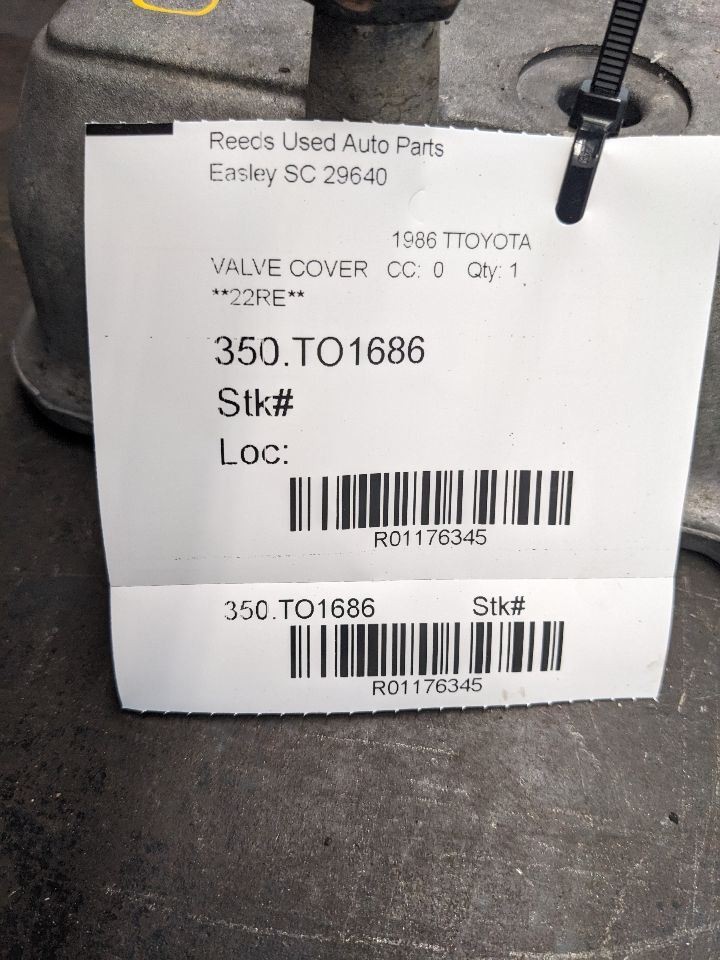 Reeds Used Auto Parts
Easley SC 29640
1986 TTOYOTA
VALVE COVER CC: 0 Qty: 1
**22RE**
350.TO1686
Stk#
Loc:
R01176345
350.TO1686 Stk#
R01176345